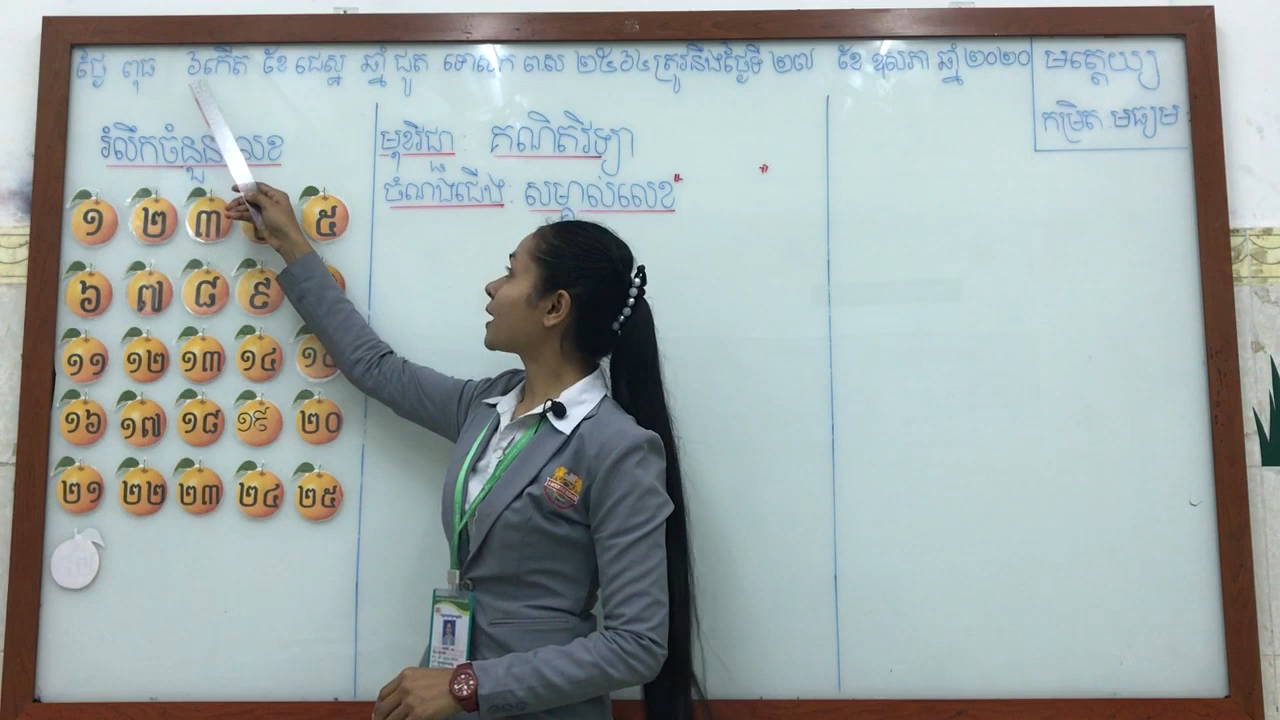 ថ្ងៃ ពុធ ៦កើត ខែ ជេស្ឋ ឆ្នាំ ជូត ទោស័ក ពស ២៥៦៤ត្រូវនឹងថ្ងៃទី ២៧ ខែ ឧសភា ឆ្នាំ២០២០
មត្តេយ្យ
កម្រិត មធ្យម
រំលឹកចំនួន លេខ
មុខវិជ្ជា: គណិតវិទ្យា
ចំណងជើង: សម្គាល់លេខ" "
១ ២ ៣ ៥
៦ ៧ ៨ ៩
១១ ១២ ១៣ ១៤
១៦ ១៧ ១៨ ១៩ ២០
២១ ២២ ២៣ ២៤ ២៥